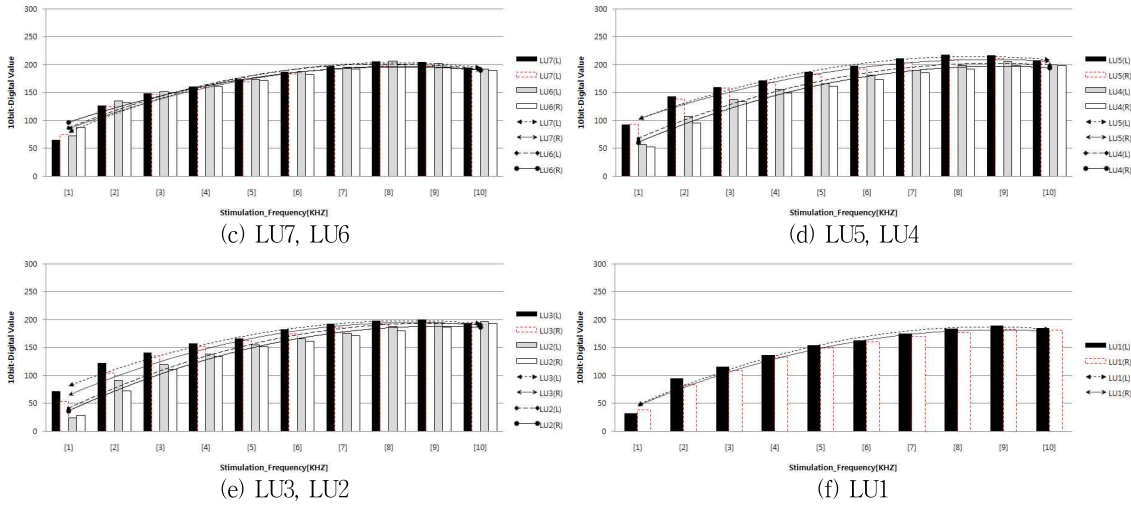 300
250
200
150
100
50
0
10bit-Digital Value
[1] [2] [3] [4] [5] [6] [7] [8] [9] [10]
Stimulation_Frequency[KHZ]
LU7(L)
LU7(R)
LU6(L)
LU6(R)
LU7(L)
LU7(R)
LU6(L)
LU6(R)
(c) LU7, LU6
300
250
200
150
100
50
0
10bit-Digital Value
[1] [2] [3] [4] [5] [6] [7] [8] [9] [10]
Stimulation_Frequency[KHZ]
LU5(L)
LU5(R)
LU4(L)
LU4(R)
LU5(L)
LU5(R)
LU4(L)
LU4(R)
(d) LU5, LU4
300
250
200
150
100
50
0
10bit-Digital Value
[1] [2] [3] [4] [5] [6] [7] [8] [9] [10]
Stimulation_Frequency[KHZ]
LU3(L)
LU3(R)
LU2(L)
LU2(R)
LU3(L)
LU3(R)
LU2(L)
LU2(R)
(e) LU3, LU2
300
250
200
150
100
50
0
10bit-Digital Value
[1] [2] [3] [4] [5] [6] [7] [8] [9] [10]
Stimulation_Frequency[KHZ]
LU1(L)
LU1(R)
LU1(L)
LU1(R)
(f) LU1